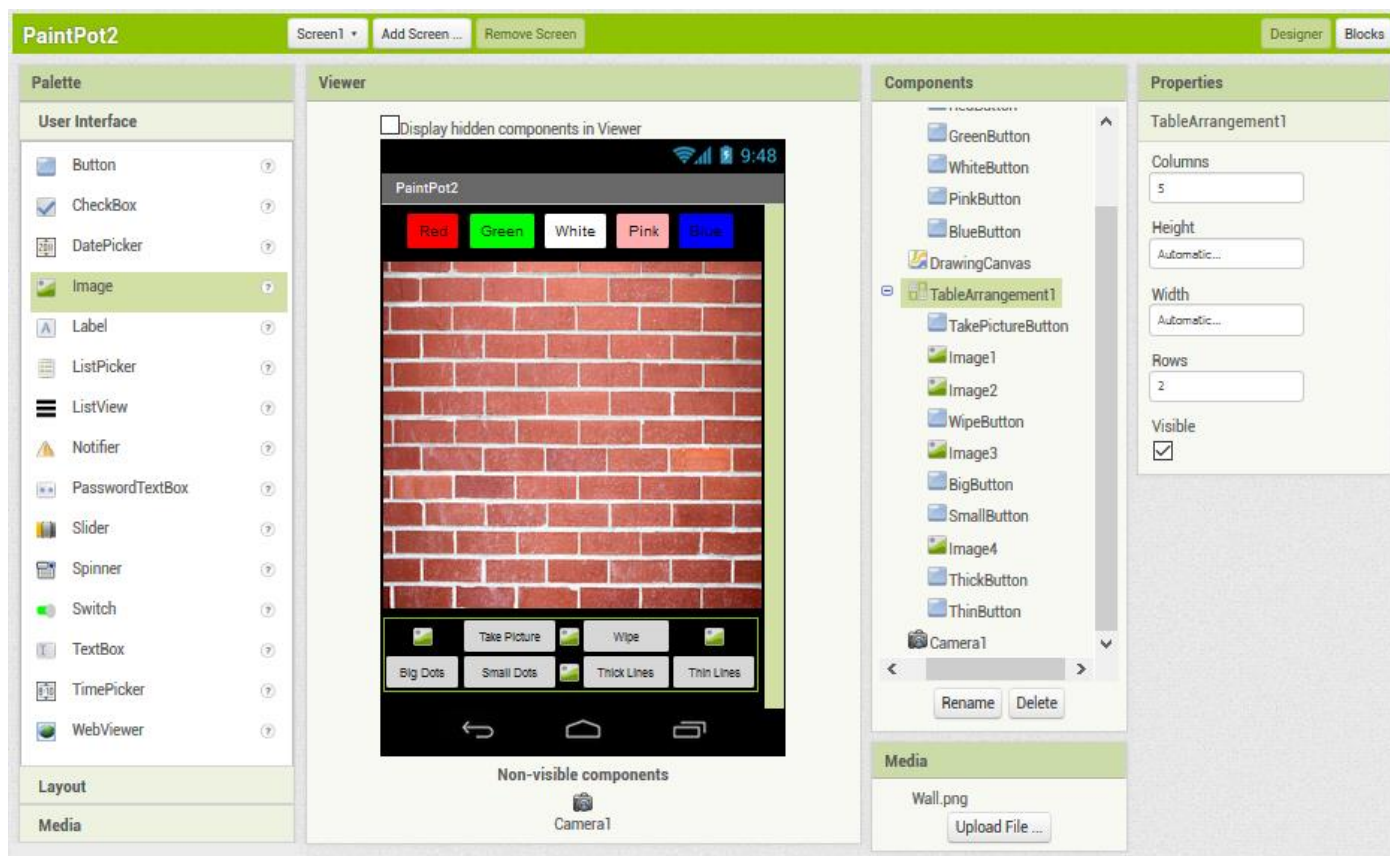 PaintPot2
Screen1
Add Screen ...
Remove Screen
Designer
Blocks
Palette
User Interface
Button
CheckBox
DatePicker
Image
Label
ListPicker
ListView
Notifier
PasswordTextBox
Slider
Spinner
Switch
TextBox
TimePicker
WebViewer
Layout
Media
Viewer
Display hidden components in Viewer
9:48
PaintPot2
Red Green White Pink Blue
Take Picture Wipe
Big Dots Small Dots Thick Lines Thin Lines
Non-visible components
Camera1
Components
GreenButton
WhiteButton
PinkButton
BlueButton
DrawingCanvas
TableArrangement1
TakePictureButton
Image1
Image2
WipeButton
Image3
BigButton
SmallButton
Image4
ThickButton
ThinButton
Camera1
Rename Delete
Media
Wall.png
Upload File ...
Properties
TableArrangement1
Columns
5
Height
Automatic...
Width
Automatic...
Rows
2
Visible